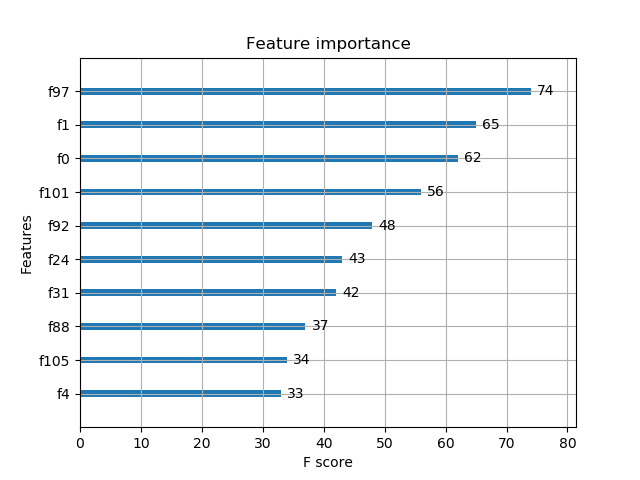 Feature importance
f97 74
f1 65
f0 62
f101 56
f92 48
f24 43
f31 42
f88 37
f105 34
f4 33
Features
0 10 20 30 40 50 60 70 80
F score